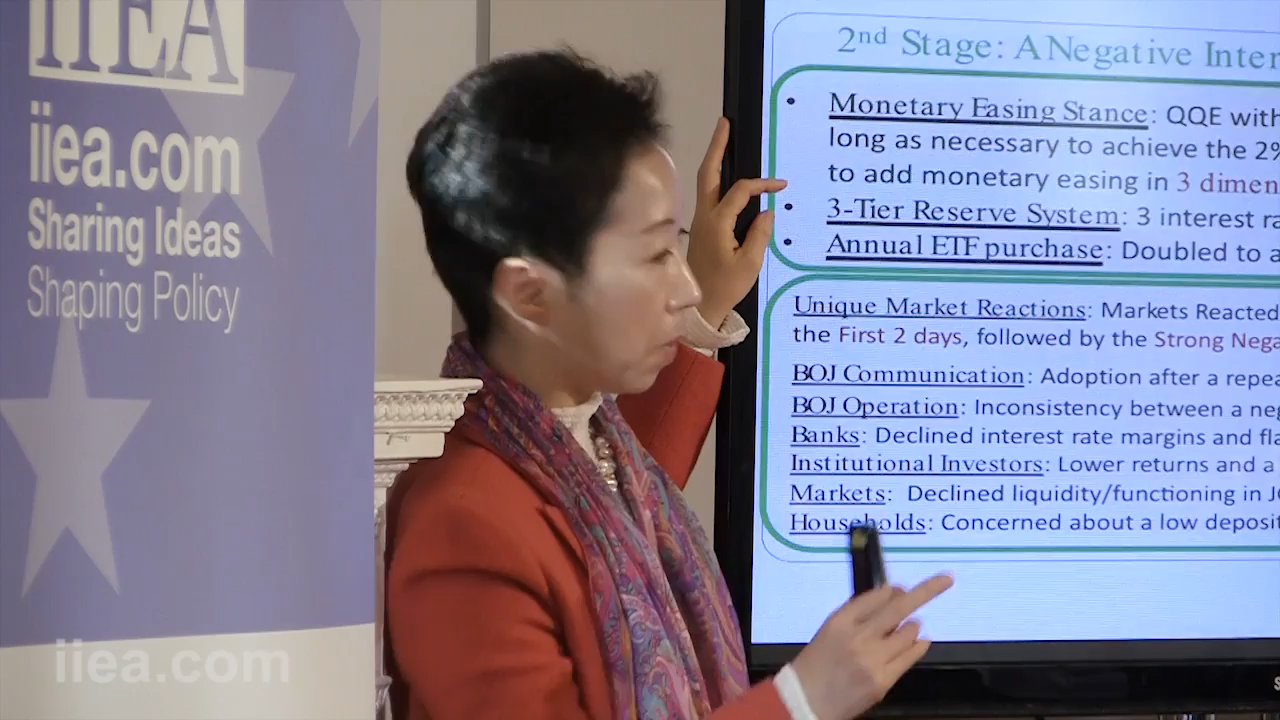 IIEA
iiea.com
Sharing Ideas
Shaping Policy
iiea.com
2nd Stage: A Negative Inter
• Monetary Easing Stance: QQE with
long as necessary to achieve the 2%
to add monetary easing in 3 dimen
• 3-Tier Reserve System: 3 interest ra
• Annual ETF purchase: Doubled to a
Unique Market Reactions: Markets Reacted
the First 2 days, followed by the Strong Nega
BOJ Communication: Adoption after a repea
BOJ Operation: Inconsistency between a neg
Banks: Declined interest rate margins and fla
Institutional Investors: Lower returns and a
Markets: Declined liquidity/functioning in JG
Households: Concerned about a low deposit